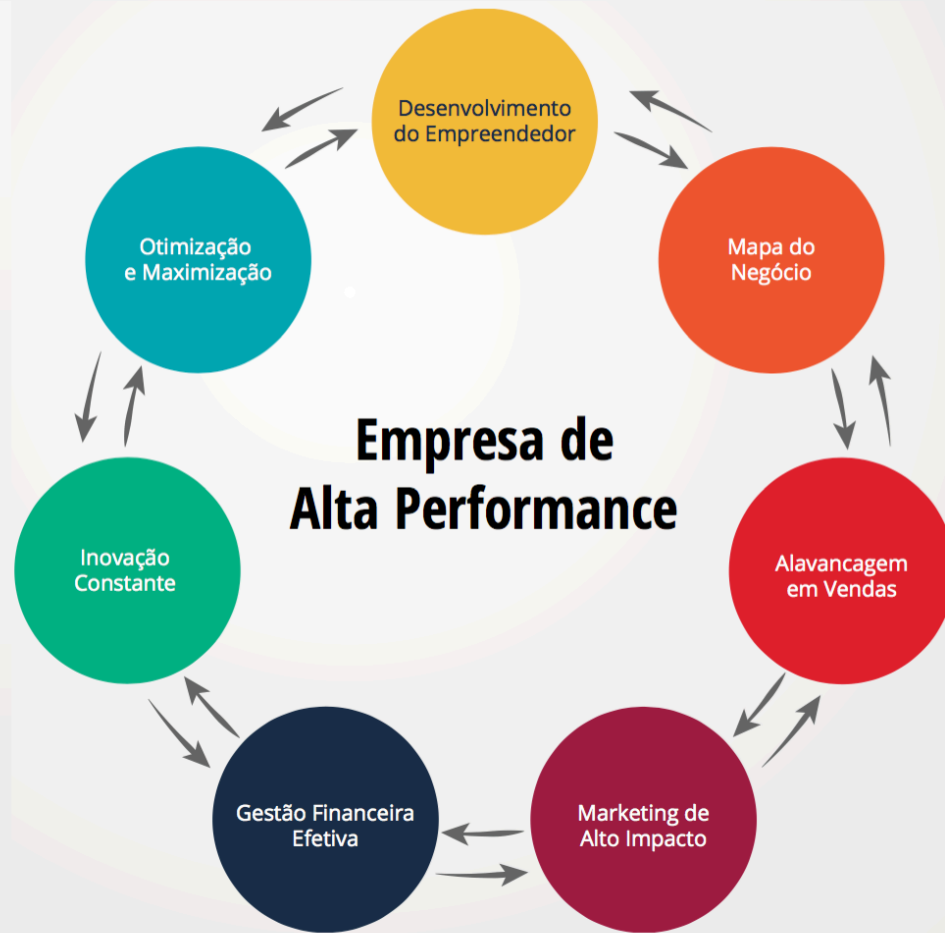 Desenvolvimento
do Empreendedor
Mapa do
Negócio
Alavancagem
em Vendas
Marketing de
Alto Impacto
Gestão Financeira
Efetiva
Inovação
Constante
Otimização
e Maximização
Empresa de
Alta Performance